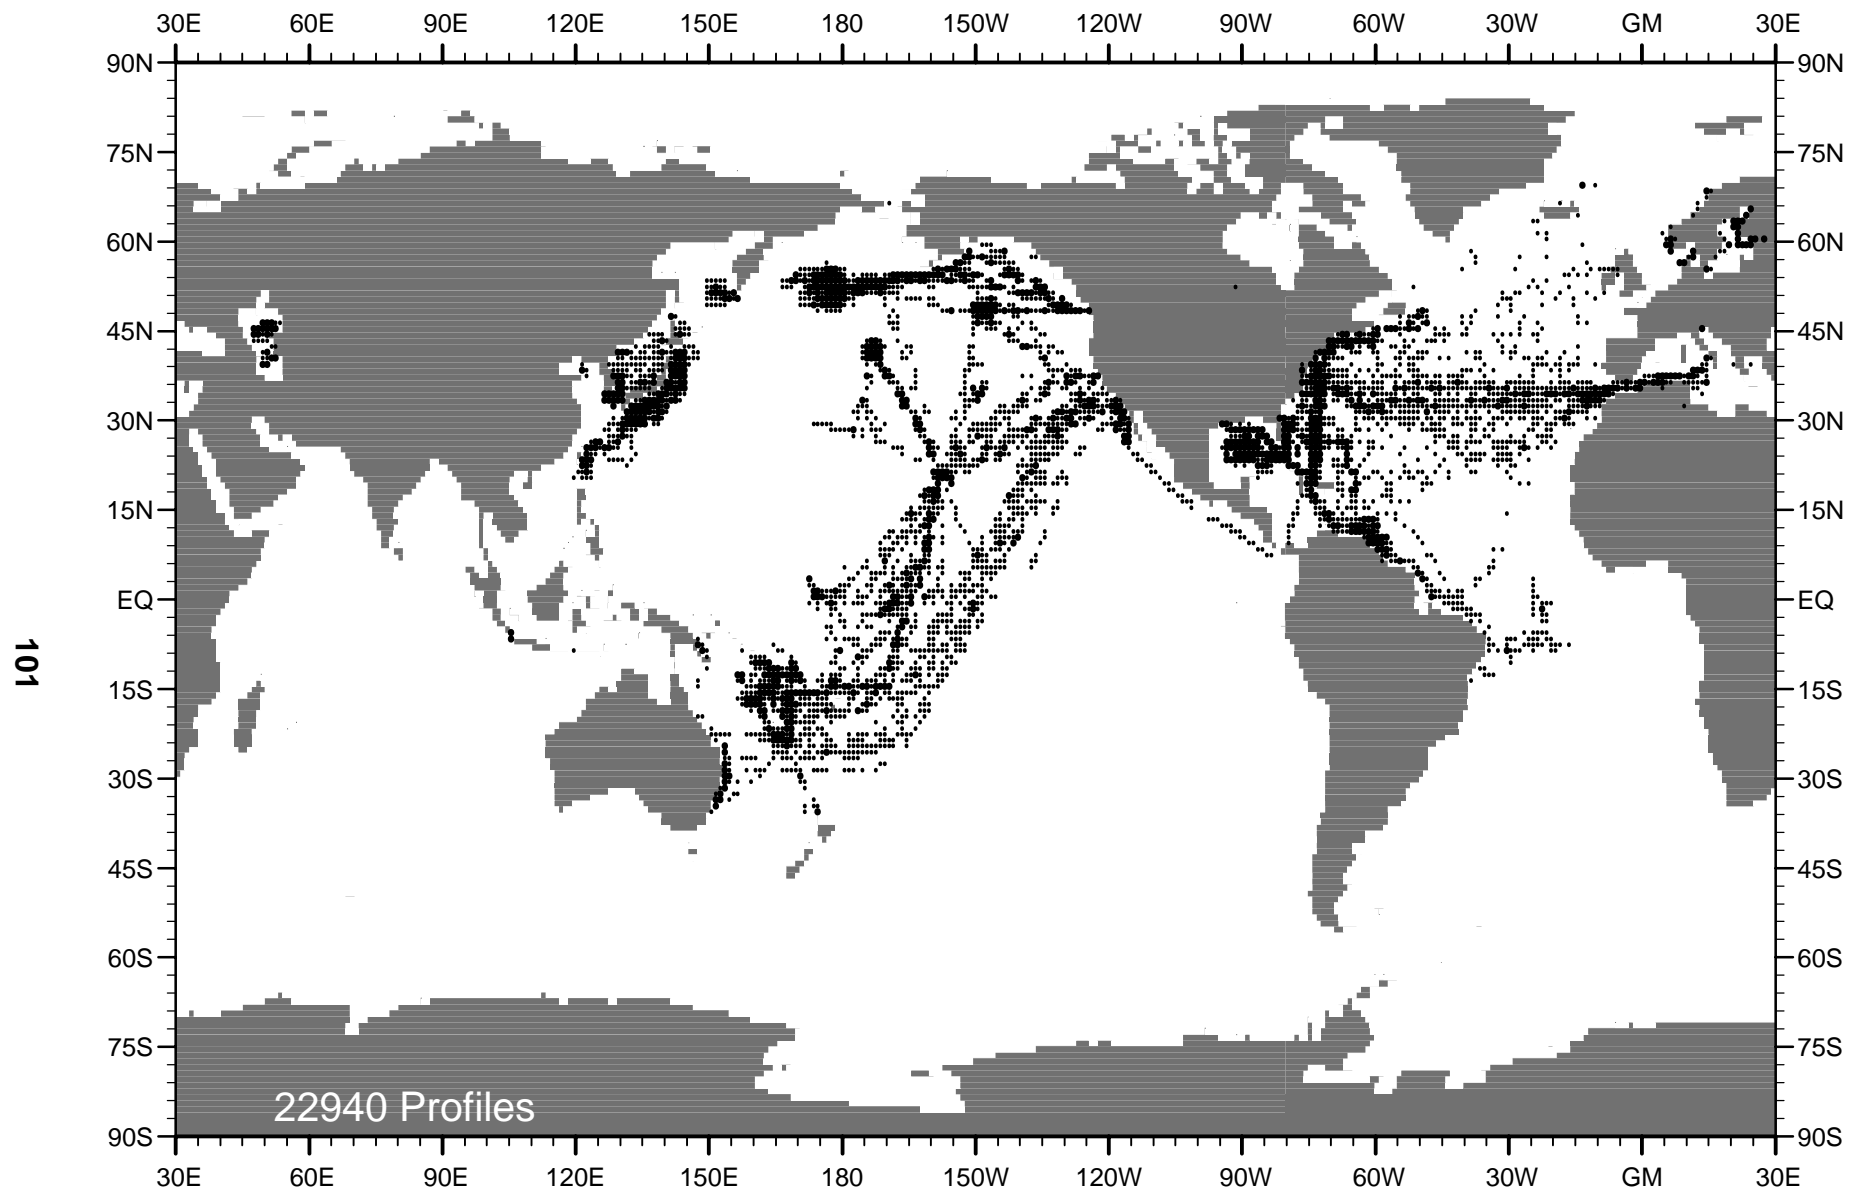 30E 60E 90E 120E 150E 180 150W 120W 90W 60W 30W GM 30E
90N 90N
75N 75N
60N 60N
45N 45N
30N 30N
15N 15N
EQ EQ
15S 15S
30S 30S
45S 45S
60S 60S
75S 75S
90S 90S
22940 Profiles
30E 60E 90E 120E 150E 180 150W 120W 90W 60W 30W GM 30E
101